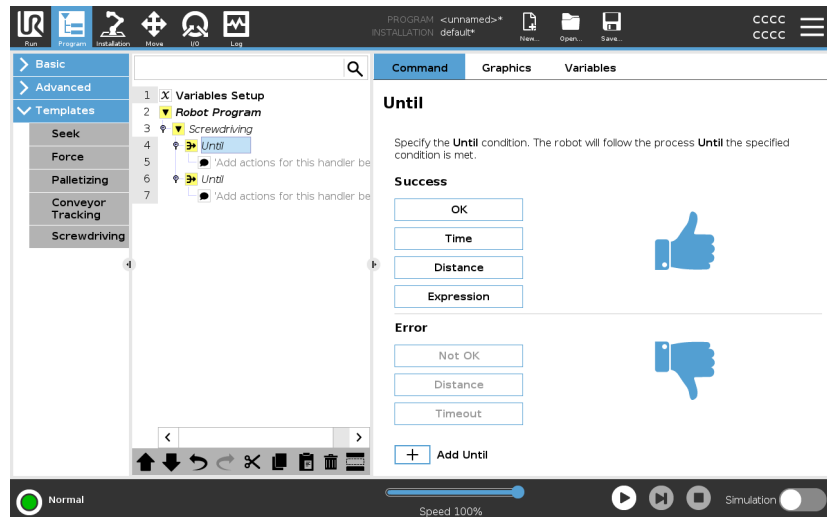 UR
PROGRAM <unnamed>*
INSTALLATION default*
Run Program Installation Move I/O Log New... Open... Save...
cccc
cccc
Basic
Advanced
Templates
Seek
Force
Palletizing
Conveyor
Tracking
Screwdriving
1 X Variables Setup
2 Robot Program
3 Screwdriving
4 Until
5 'Add actions for this handler be
6 Until
7 'Add actions for this handler be
Command Graphics Variables
Until
Specify the Until condition. The robot will follow the process Until the specified
condition is met.
Success
OK
Time
Distance
Expression
Error
Not OK
Distance
Timeout
+ Add Until
Normal
Speed 100%
Simulation